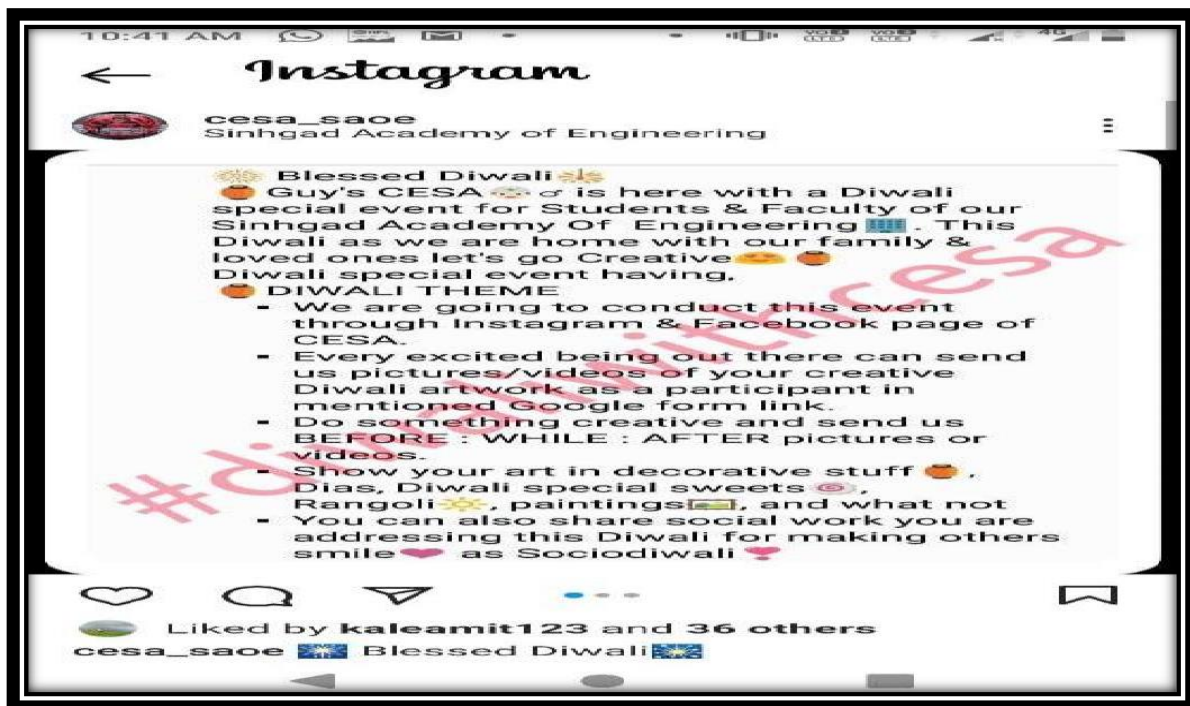 10:41 AM
4G
Instagram
cesa_saoe
Sinhgad Academy of Engineering
Blessed Diwali
Guy's CESA is here with a Diwali
special event for Students & Faculty of our
Sinhgad Academy Of Engineering . This
Diwali as we are home with our family &
loved ones let's go Creative
Diwali special event having,
DIWALI THEME
▪ We are going to conduct this event
through Instagram & Facebook page of
CESA.
▪ Every excited being out there can send
us pictures/videos of your creative
Diwali artwork as a participant in
mentioned Google form link.
▪ Do something creative and send us
BEFORE : WHILE : AFTER pictures or
videos.
▪ Show your art in decorative stuff ,
Dias, Diwali special sweets ,
Rangoli , paintings , and what not
▪ You can also share social work you are
addressing this Diwali for making others
smile as Sociodiwali
#diwaliwithcesa
Liked by kaleamit123 and 36 others
cesa_saoe Blessed Diwali